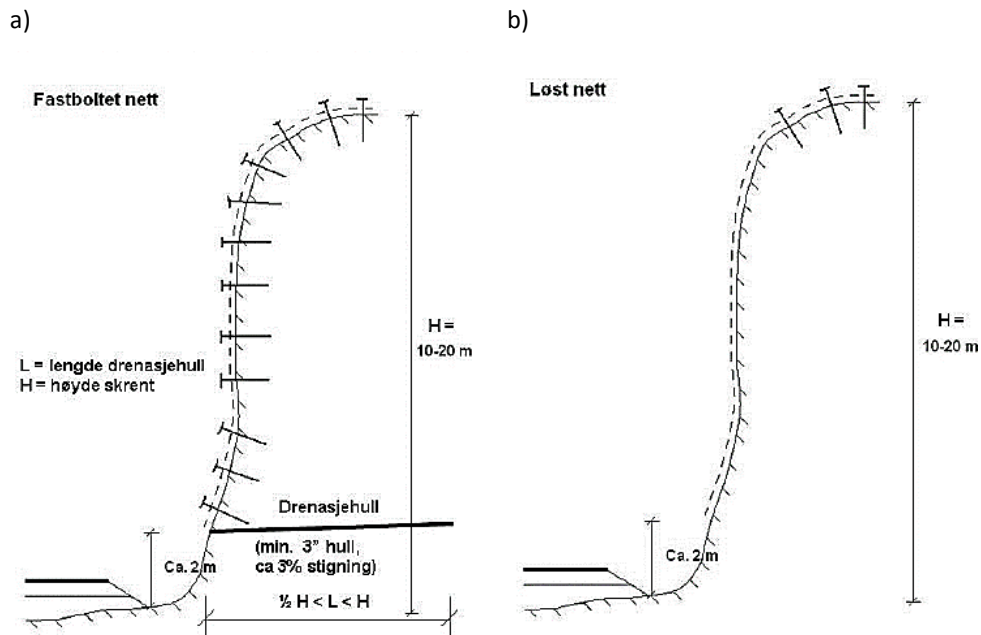 a)
Fastboltet nett
H =
10-20 m
L = lengde drenasjehull
H = høyde skrent
Drenasjehull
(min. 3" hull,
ca 3% stigning)
Ca. 2 m
½ H < L < H
b)
Løst nett
H =
10-20 m
Ca. 2 m